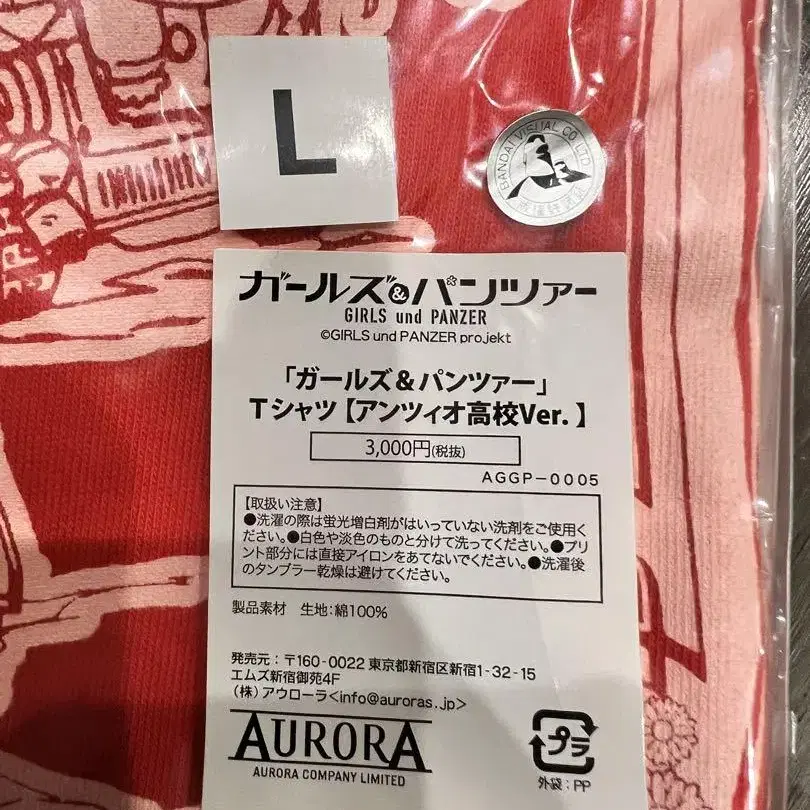 L
BANDAI VISUAL CO.,LTD
ガールズ&パンツァー
GIRLS und PANZER
©GIRLS und PANZER projekt
「ガールズ&パンツァー」
Tシャツ【アンツィオ高校Ver.】
3,000円(税抜)
AGGP-0005
【取扱い注意】
●洗濯の際は蛍光増白剤がはいっていない洗剤をご使用く
ださい。●白色や淡色のものと分けて洗ってください。●プリ
ント部分には直接アイロンをあてないでください。●洗濯後
のタンブラー乾燥は避けてください。
製品素材 生地:綿100%
発売元:〒160-0022 東京都新宿区新宿1-32-15
エムズ新宿御苑4F
(株)アウローラ<info@auroras.jp>
AURORA
AURORA COMPANY LIMITED
プラ
外袋:PP